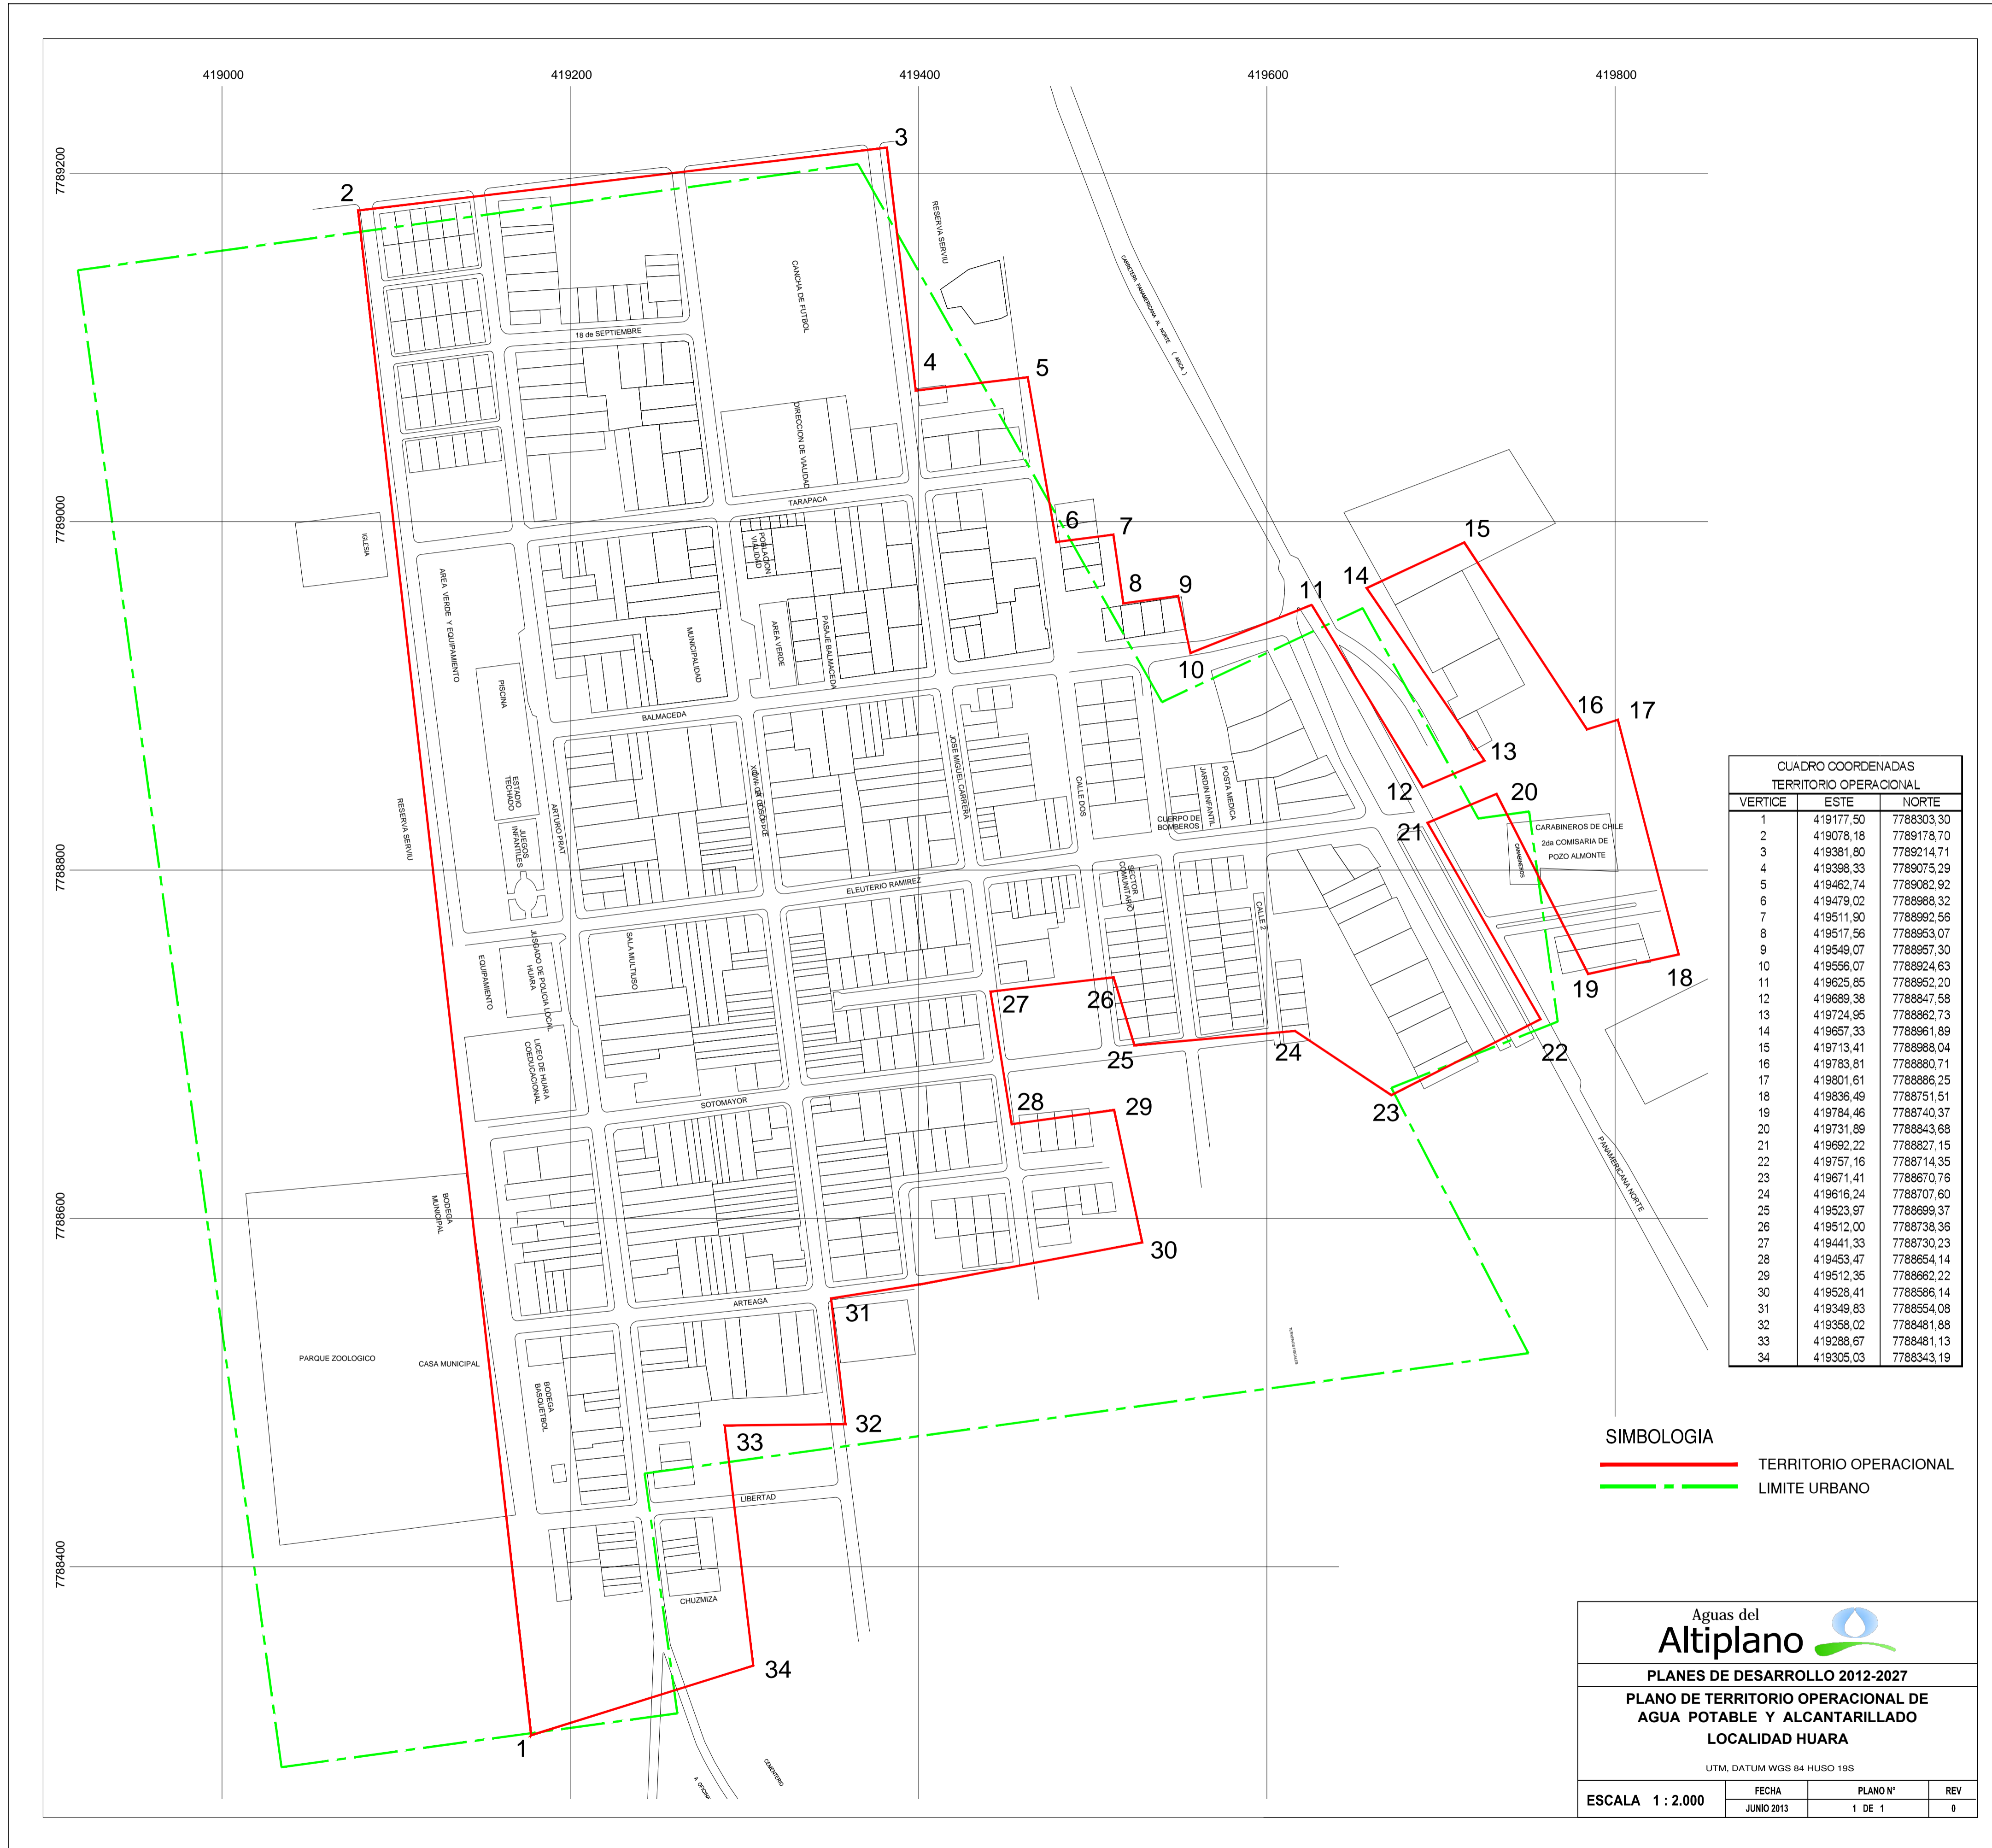 419000 419200 419400 419600 419800
7789200
7789000
7788800
7788600
7788400
2
3
4
5
6
7
8
9
10
11
12
13
14
15
16
17
18
19
20
21
22
23
24
25
26
27
28
29
30
31
32
33
34
1
RESERVA SERVIU
CARRETERA PANAMERICANA AL NORTE ( ARICA )
CANCHA DE FUTBOL
18 de SEPTIEMBRE
DIRECCION DE VIALIDAD
TARAPACA
IGLESIA
POBLACION
VIALIDAD
AREA VERDE Y EQUIPAMIENTO
MUNICIPALIDAD
AREA VERDE
PASAJE BALMACEDA
PISCINA
BALMACEDA
JOSE MIGUEL CARRERA
ESTADIO
TECHADO
RESERVA SERVIU
ARTURO PRAT
JUEGOS
INFANTILES
CALLE DOS
CUERPO DE
BOMBEROS
JARDIN INFANTIL
POSTA MEDICA
ELEUTERIO RAMIREZ
SECTOR
COMUNITARIO
CALLE 2
CARABINEROS
CARABINEROS DE CHILE
2da COMISARIA DE
POZO ALMONTE
SALA MULTIUSO
JUSGADO DE POLICIA LOCAL
HUARA
EQUIPAMIENTO
LICEO DE HUARA
COEDUCACIONAL
SOTOMAYOR
PANAMERICANA NORTE
BODEGA
MUNICIPAL
ARTEAGA
PARQUE ZOOLOGICO
CASA MUNICIPAL
BODEGA
BASQUETBOL
LIBERTAD
CHUZMIZA
CEMENTERIO
CUADRO COORDENADAS
TERRITORIO OPERACIONAL
VERTICE ESTE NORTE
1 419177,50 7788303,30
2 419078,18 7789178,70
3 419381,80 7789214,71
4 419398,33 7789075,29
5 419462,74 7789082,92
6 419479,02 7788988,32
7 419511,90 7788992,56
8 419517,56 7788953,07
9 419549,07 7788957,30
10 419556,07 7788924,63
11 419625,85 7788952,20
12 419689,38 7788847,58
13 419724,95 7788862,73
14 419657,33 7788961,89
15 419713,41 7788988,04
16 419783,81 7788880,71
17 419801,61 7788886,25
18 419836,49 7788751,51
19 419784,46 7788740,37
20 419731,89 7788843,68
21 419692,22 7788827,15
22 419757,16 7788714,35
23 419671,41 7788670,76
24 419616,24 7788707,60
25 419523,97 7788699,37
26 419512,00 7788738,36
27 419441,33 7788730,23
28 419453,47 7788654,14
29 419512,35 7788662,22
30 419528,41 7788586,14
31 419349,83 7788554,08
32 419358,02 7788481,88
33 419288,67 7788481,13
34 419305,03 7788343,19
SIMBOLOGIA
TERRITORIO OPERACIONAL
LIMITE URBANO
Aguas del
Altiplano
PLANES DE DESARROLLO 2012-2027
PLANO DE TERRITORIO OPERACIONAL DE
AGUA POTABLE Y ALCANTARILLADO
LOCALIDAD HUARA
UTM, DATUM WGS 84 HUSO 19S
ESCALA 1 : 2.000
FECHA PLANO N° REV
JUNIO 2013 1 DE 1 0